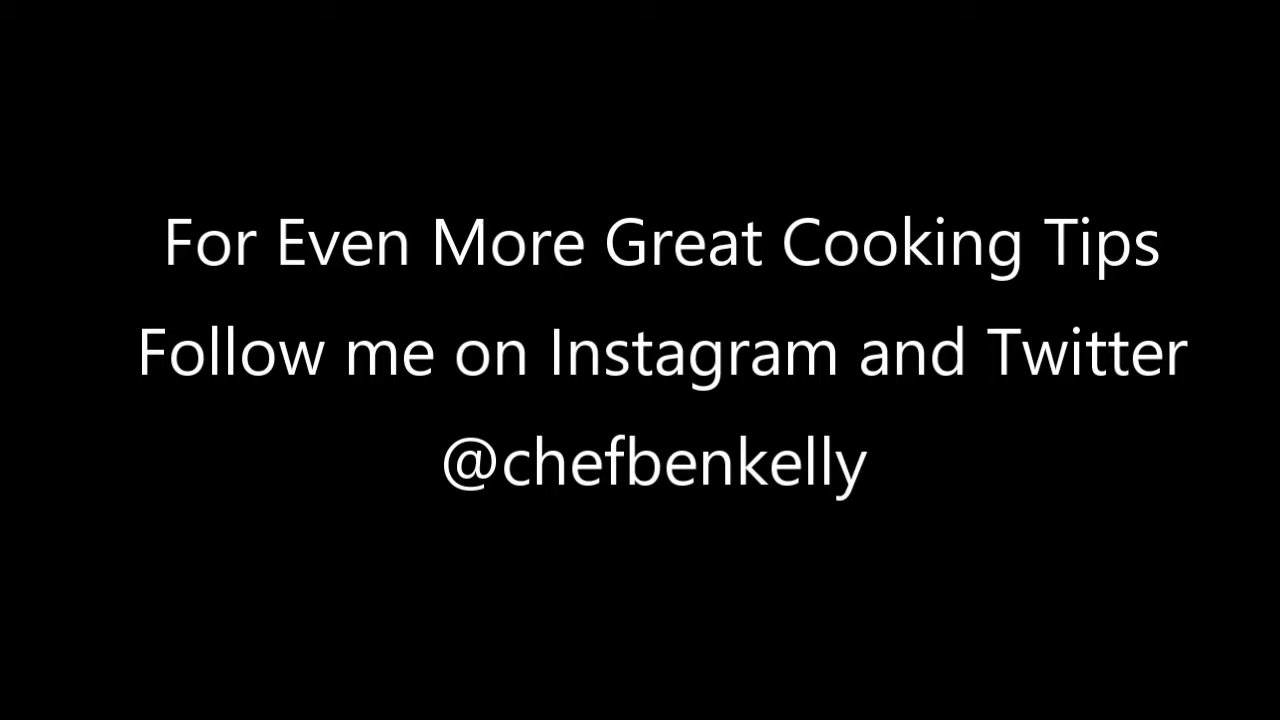 For Even More Great Cooking Tips
Follow me on Instagram and Twitter
@chefbenkelly